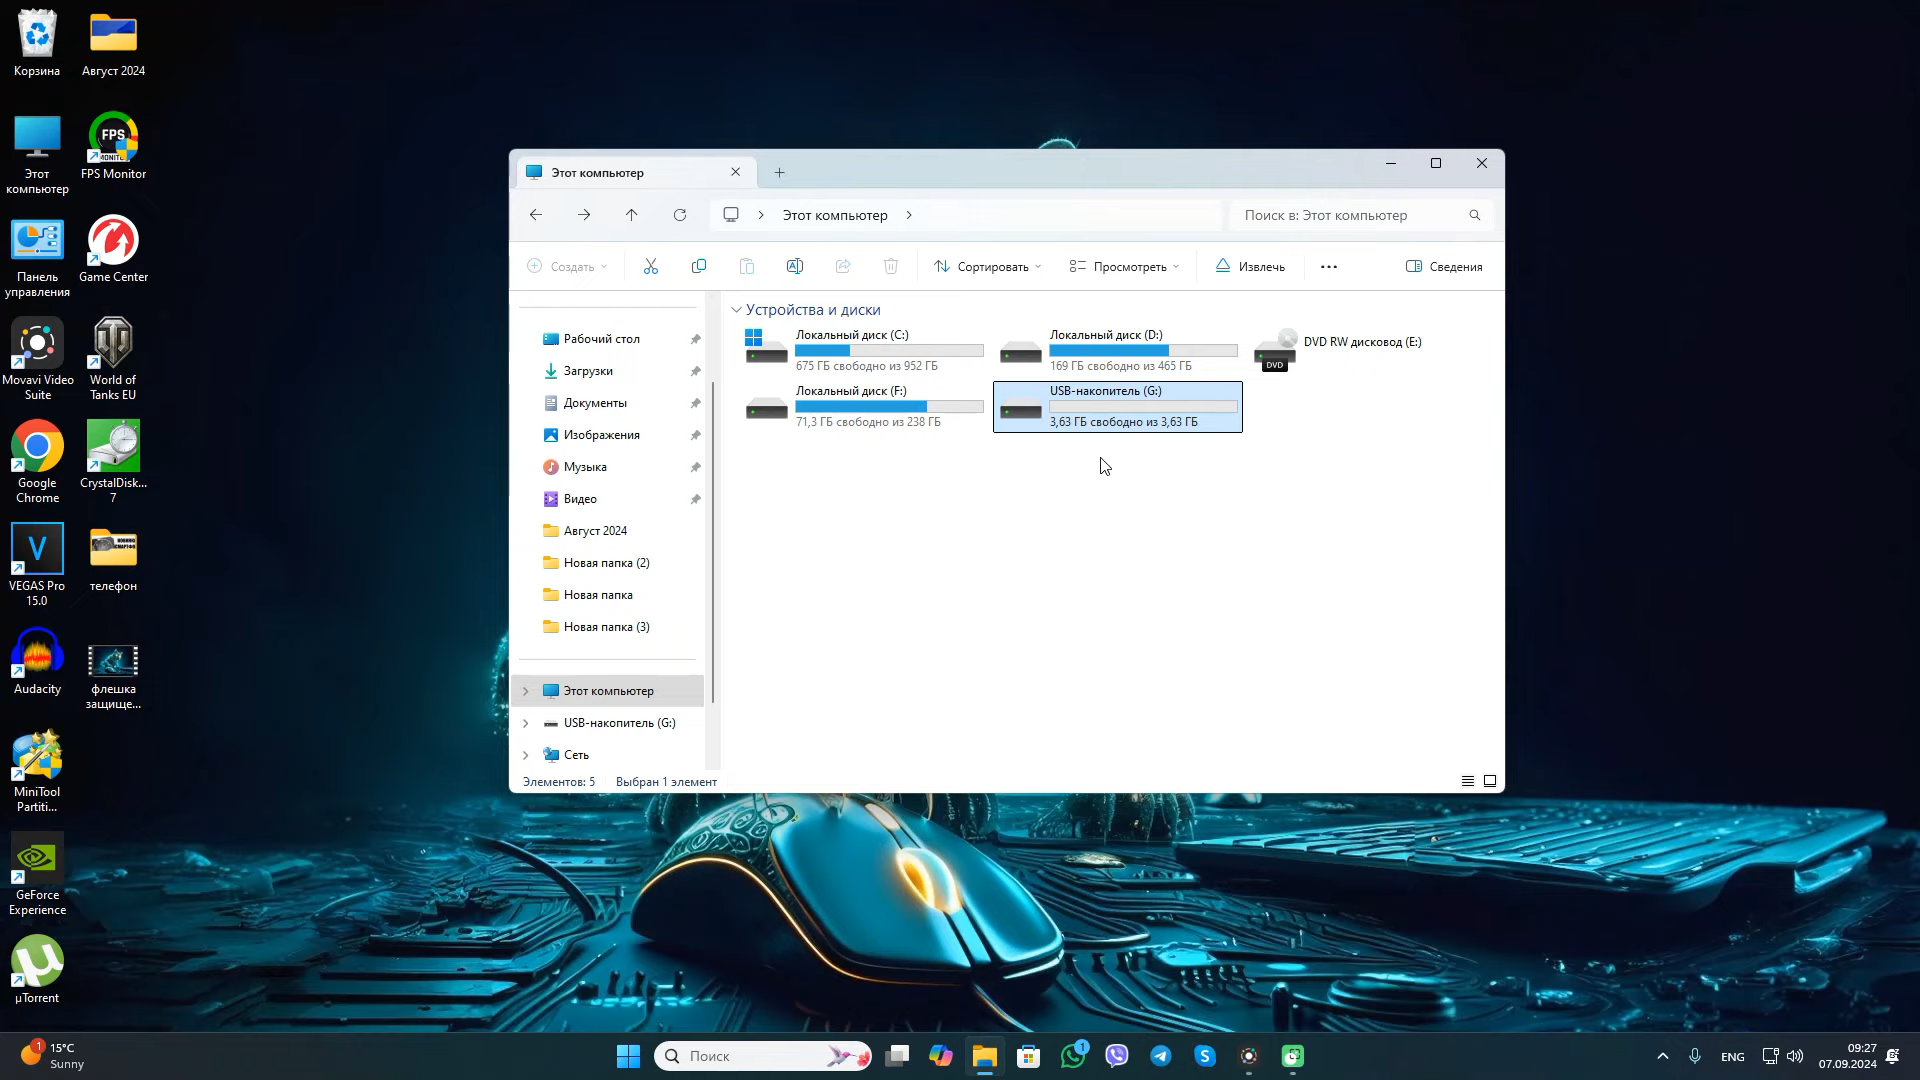 Корзина
Август 2024
Этот
компьютер
FPS
MONITOR
FPS Monitor
Панель
управления
Game Center
Movavi Video
Suite
World of
Tanks EU
Google
Chrome
CrystalDisk...
7
VEGAS Pro
15.0
телефон
Audacity
флешка
защище...
MiniTool
Partiti...
GeForce
Experience
µTorrent
Этот компьютер
Этот компьютер
Поиск в: Этот компьютер
Создать
Сортировать
Просмотреть
Извлечь
Сведения
Рабочий стол
Загрузки
Документы
Изображения
Музыка
Видео
Август 2024
Новая папка (2)
Новая папка
Новая папка (3)
Этот компьютер
USB-накопитель (G:)
Сеть
Устройства и диски
Локальный диск (C:)
675 ГБ свободно из 952 ГБ
Локальный диск (D:)
169 ГБ свободно из 465 ГБ
DVD RW дисковод (E:)
DVD
Локальный диск (F:)
71,3 ГБ свободно из 238 ГБ
USB-накопитель (G:)
3,63 ГБ свободно из 3,63 ГБ
Элементов: 5
Выбран 1 элемент
1
15°C
Sunny
Поиск
1
ENG
09:27
07.09.2024